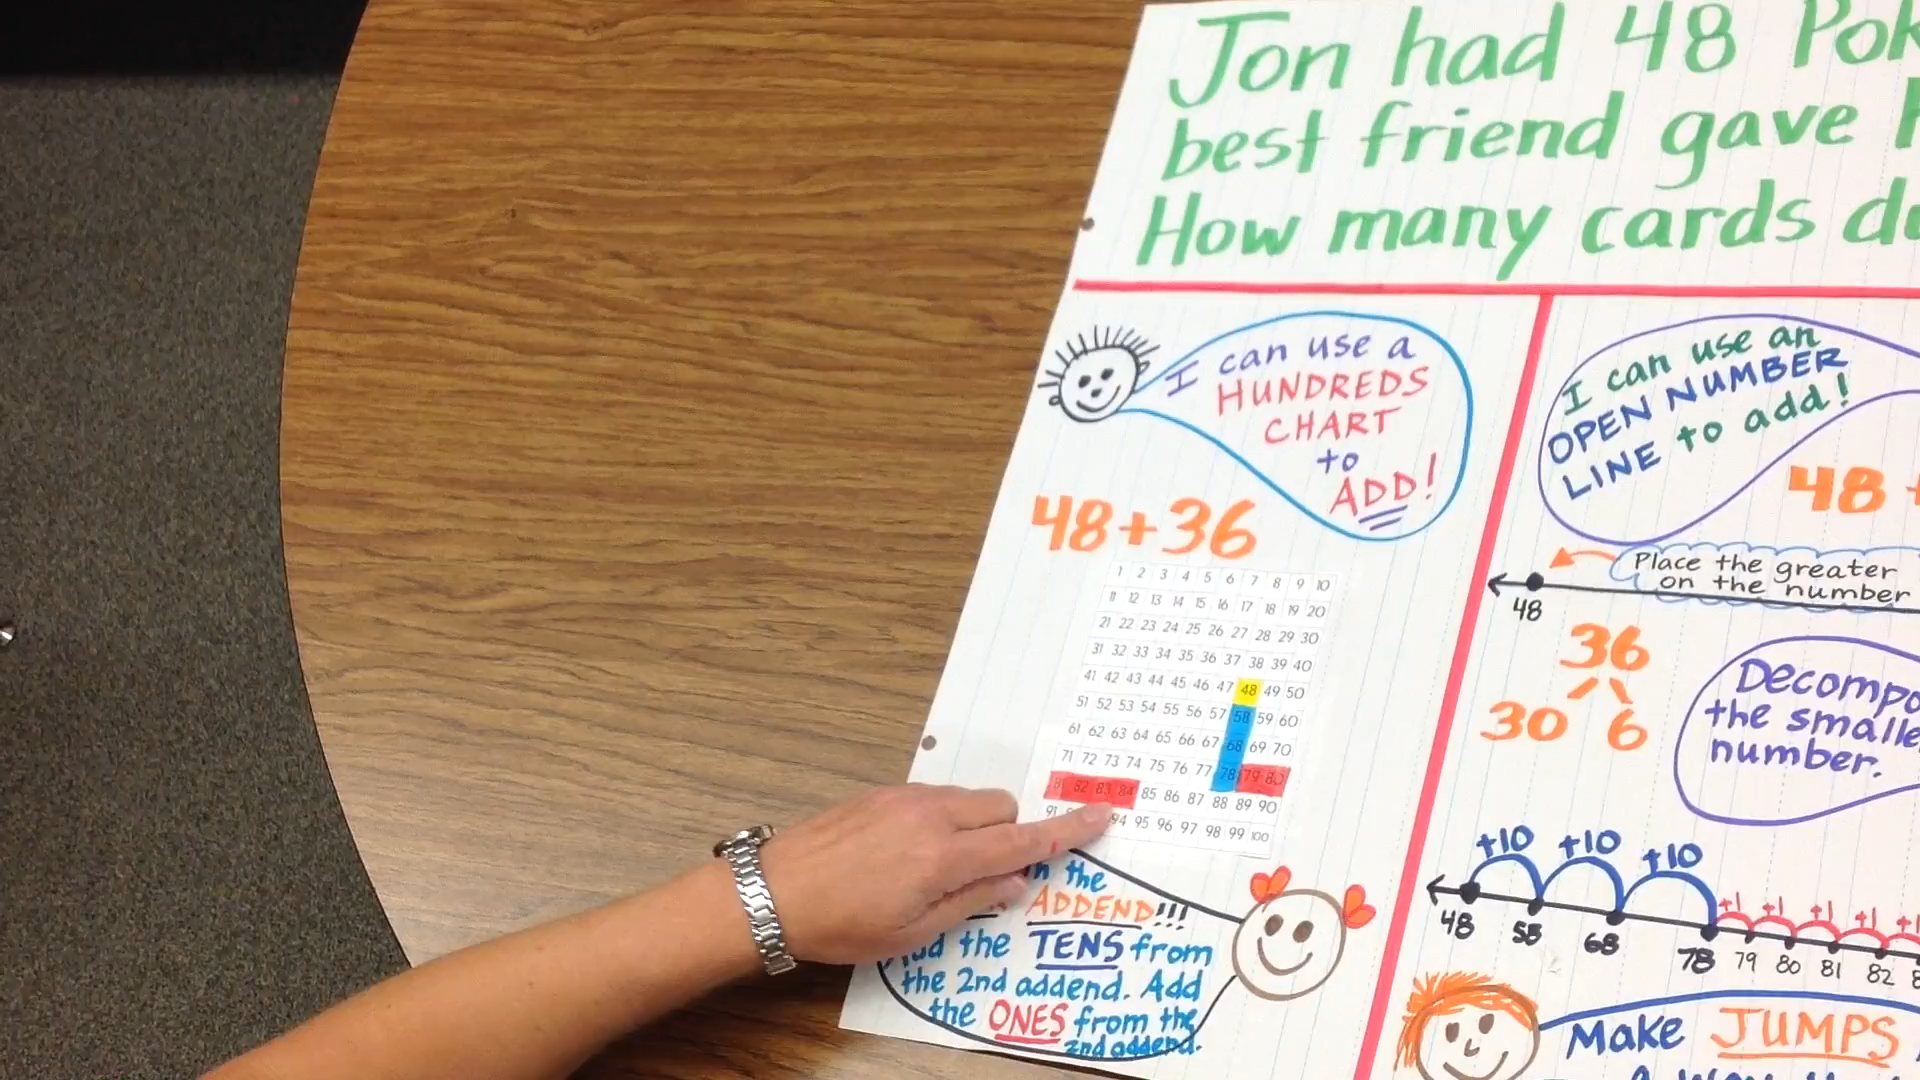 Jon had 48
best friend gave
How many cards
I can use a
HUNDREDS
CHART
to
ADD!
48+36
1 2 3 4 5 6 7 8 9 10
11 12 13 14 15 16 17 18 19 20
21 22 23 24 25 26 27 28 29 30
31 32 33 34 35 36 37 38 39 40
41 42 43 44 45 46 47 48 49 50
51 52 53 54 55 56 57 58 59 60
61 62 63 64 65 66 67 68 69 70
71 72 73 74 75 76 77 78 79 80
81 82 83 84 85 86 87 88 89 90
91 94 95 96 97 98 99 100
the
ADDEND!!!
the TENS from
the 2nd addend. Add
the ONES from the
2nd addend.
I can use an
OPEN NUMBER
LINE to add!
48
Place the greater
on the number
48
36
30 6
Decompo
the smalle
number.
+10 +10 +10
+1 +1 +1 +1 +1
48 58 68 78 79 80 81 82
Make JUMPS